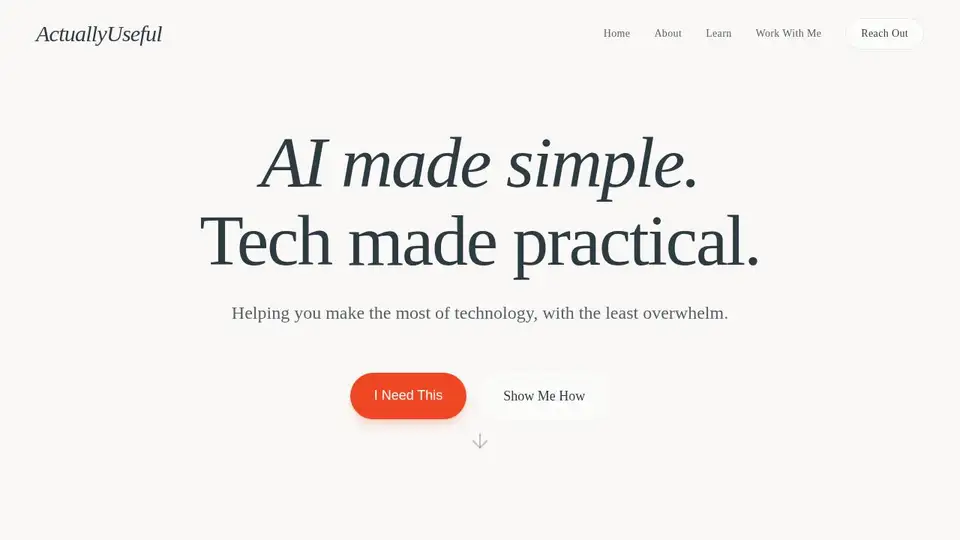 ActuallyUseful
Home About Learn Work With Me Reach Out
AI made simple.
Tech made practical.
Helping you make the most of technology, with the least overwhelm.
I Need This Show Me How